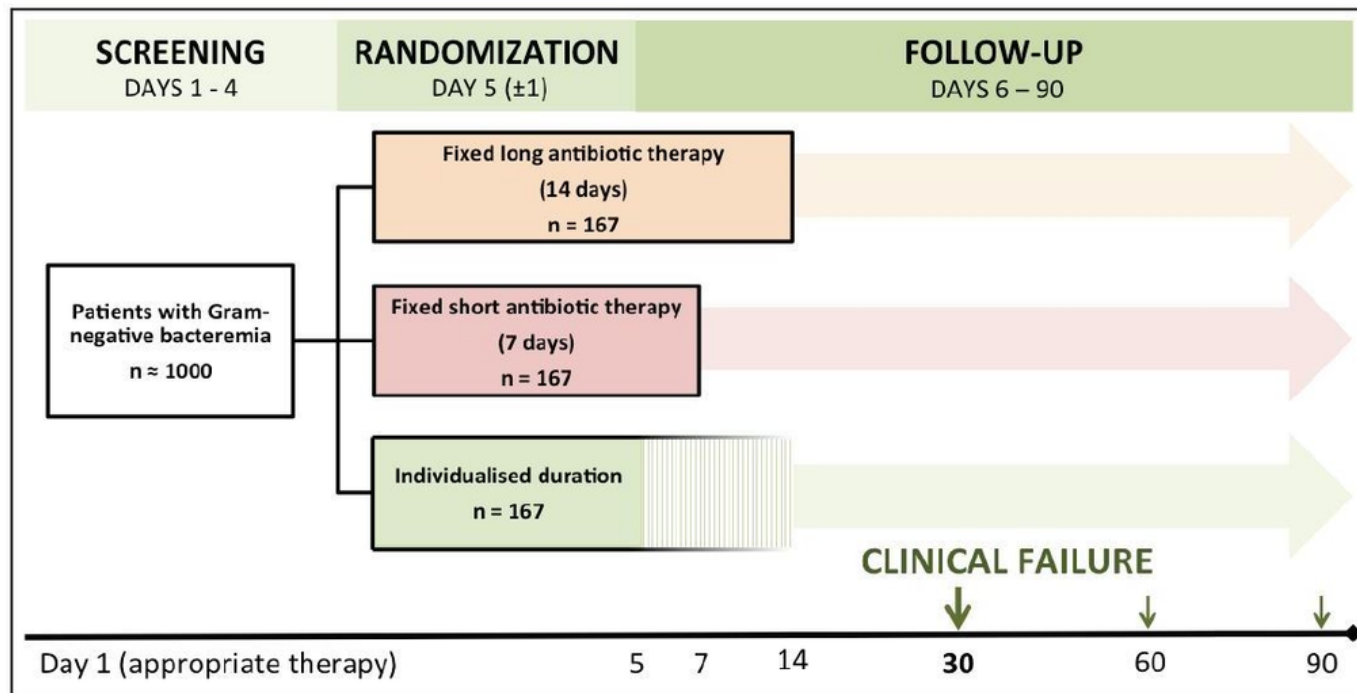 SCREENING
DAYS 1 - 4
RANDOMIZATION
DAY 5 (±1)
FOLLOW-UP
DAYS 6 – 90
Fixed long antibiotic therapy
(14 days)
n = 167
Patients with Gram-
negative bacteremia
n ≈ 1000
Fixed short antibiotic therapy
(7 days)
n = 167
Individualised duration
n = 167
CLINICAL FAILURE
Day 1 (appropriate therapy) 5 7 14 30 60 90